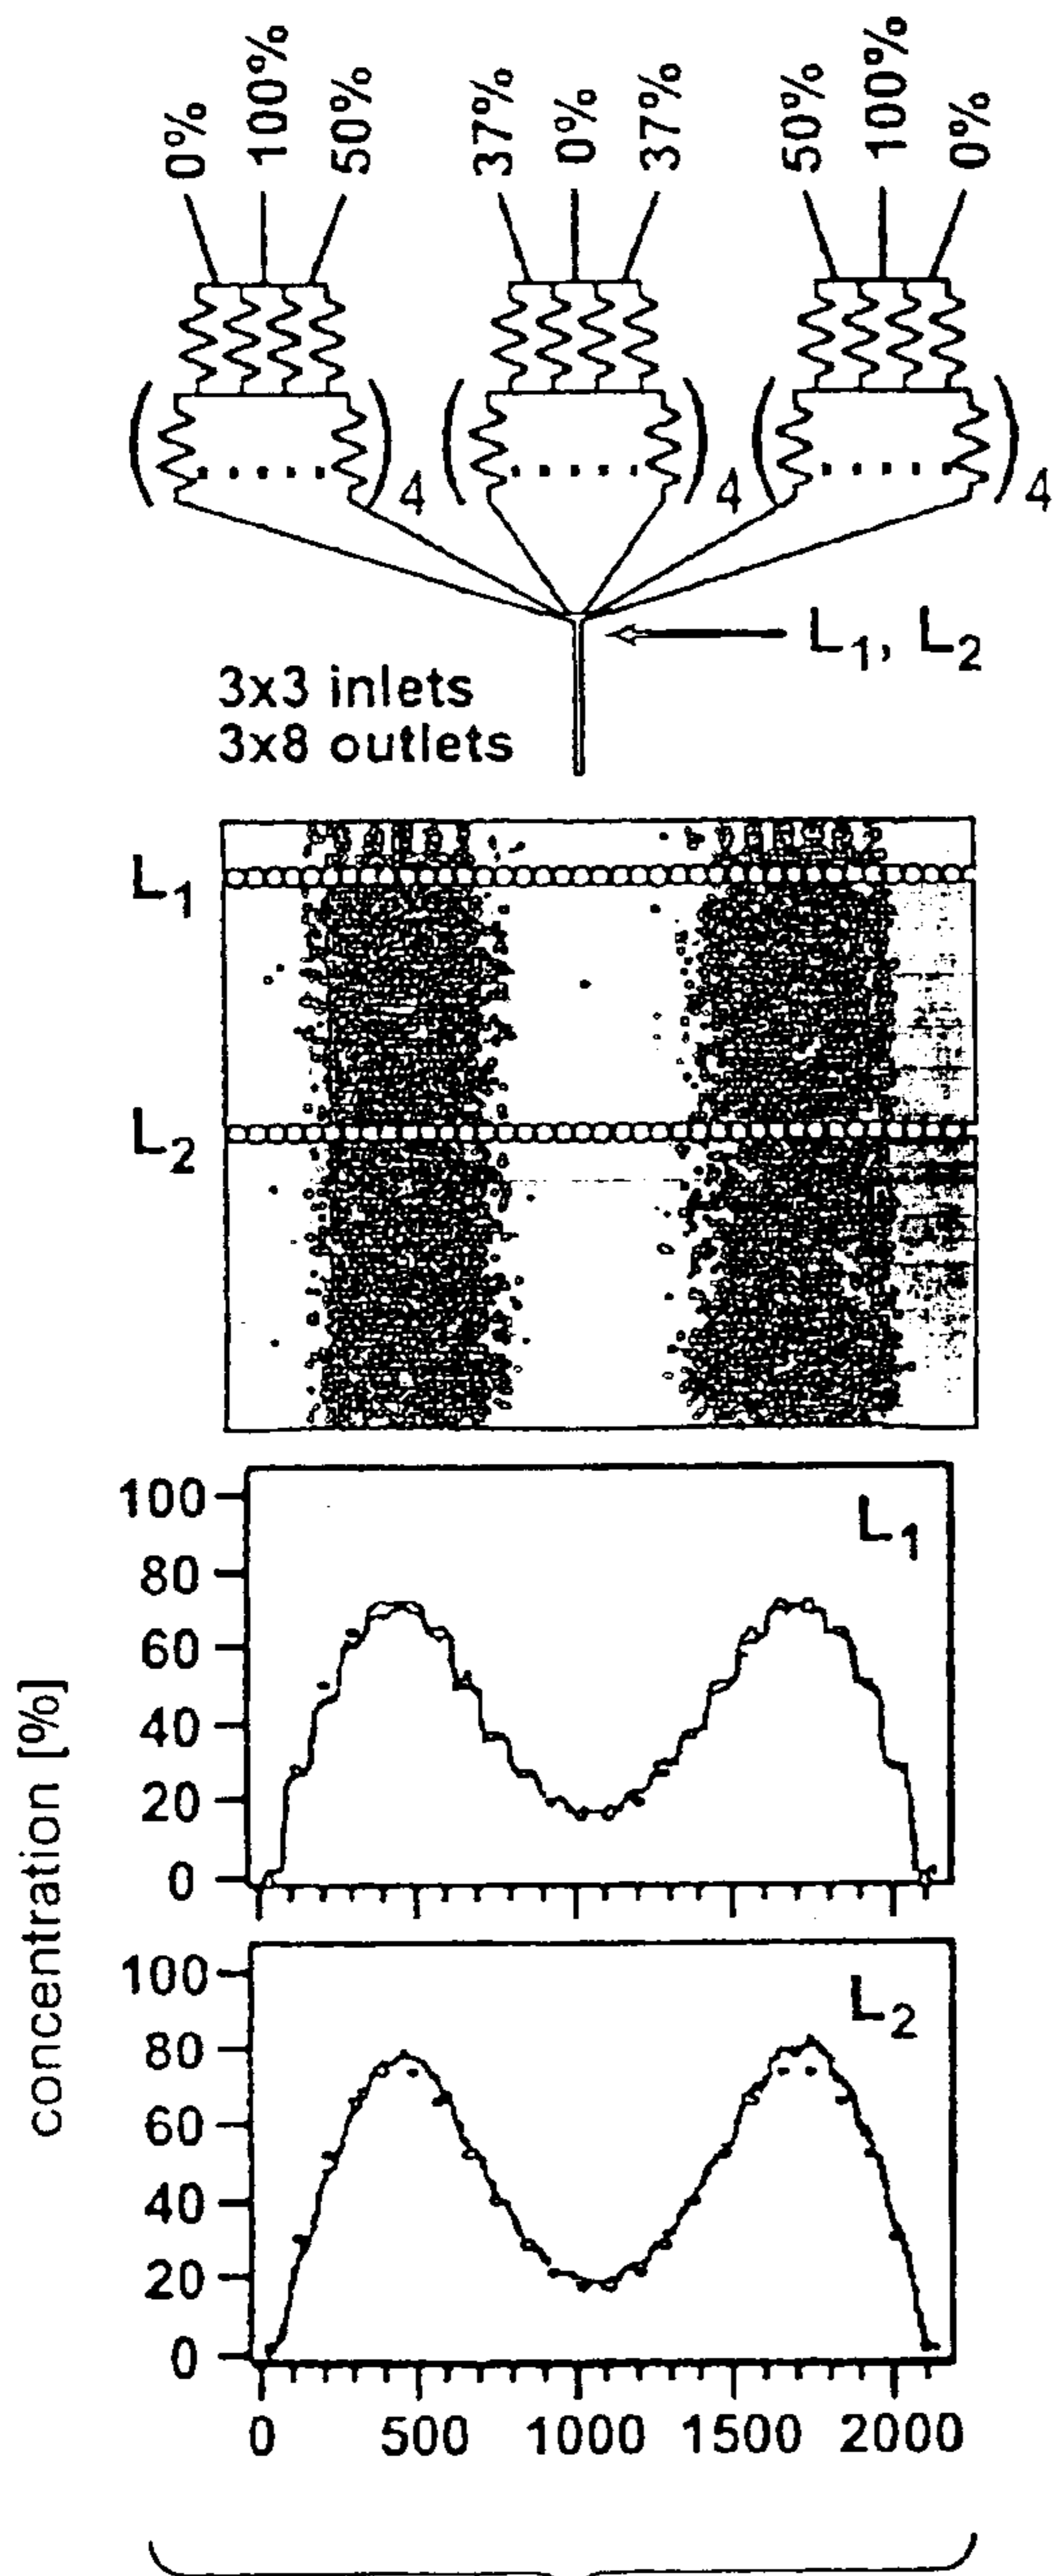 0% 100% 50% 37% 0% 37% 50% 100% 0%
4 4 4
L1, L2
3x3 inlets
3x8 outlets
L1
L2
concentration [%]
100
80
60
40
20
0
L1
100
80
60
40
20
0
L2
0 500 1000 1500 2000